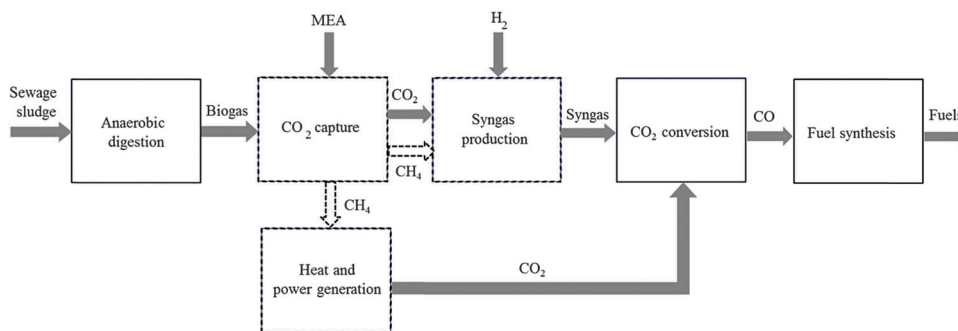 MEA
H₂
Sewage
sludge
Anaerobic
digestion
Biogas
CO₂ capture
CO₂
CH₄
Syngas
production
Syngas
CO₂ conversion
CO
Fuel synthesis
Fuels
CH₄
Heat and
power generation
CO₂